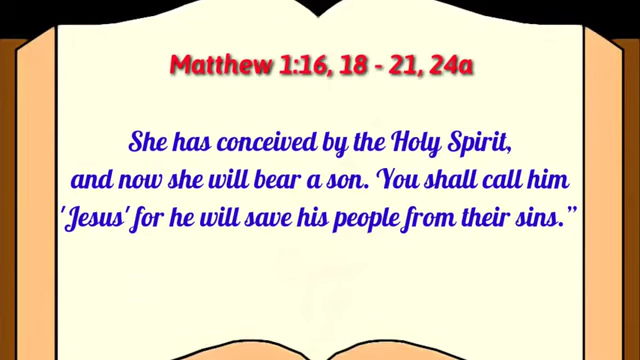 Matthew 1:16, 18 - 21, 24a
She has conceived by the Holy Spirit,
and now she will bear a son. You shall call him
'Jesus' for he will save his people from their sins.”